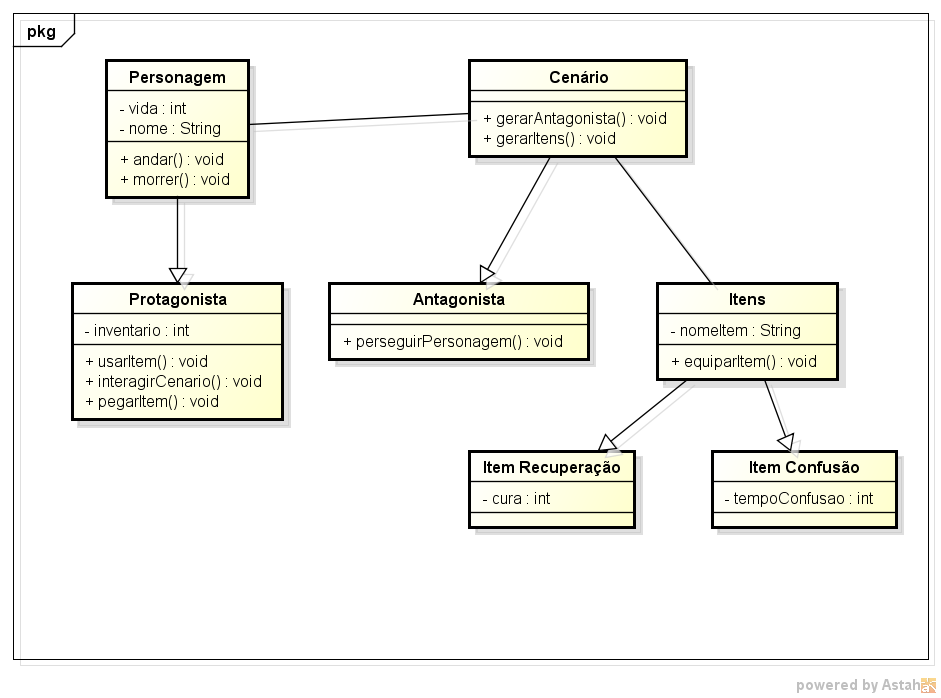 pkg
Personagem
- vida : int
- nome : String
+ andar() : void
+ morrer() : void
Cenário
+ gerarAntagonista() : void
+ gerarItens() : void
Protagonista
- inventario : int
+ usarItem() : void
+ interagirCenario() : void
+ pegarItem() : void
Antagonista
+ perseguirPersonagem() : void
Itens
- nomeItem : String
+ equiparItem() : void
Item Recuperação
- cura : int
Item Confusão
- tempoConfusao : int
powered by Astah